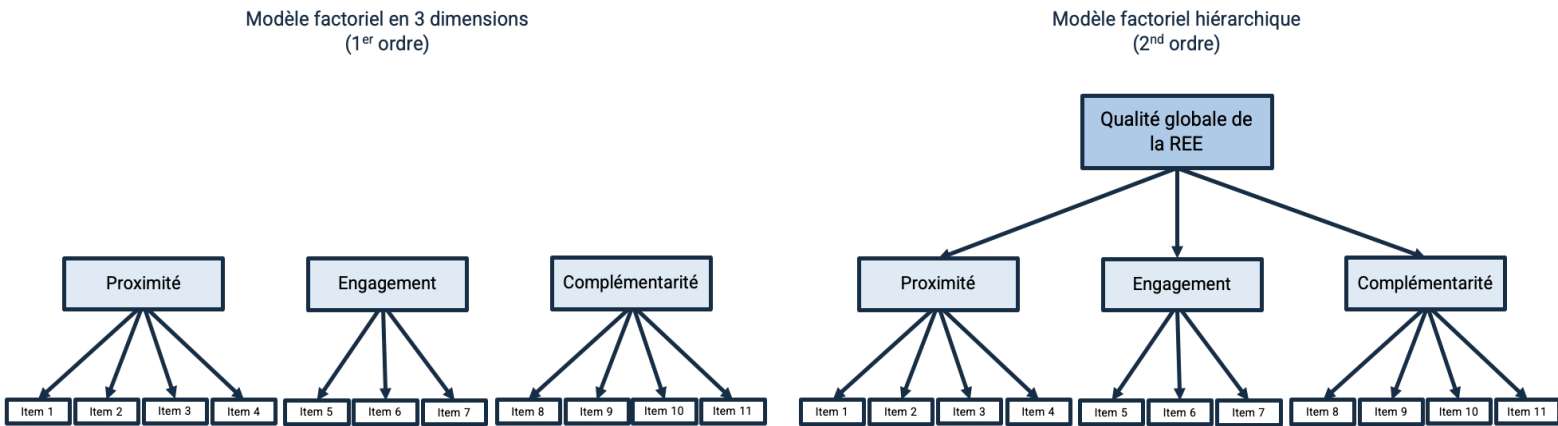 Modèle factoriel en 3 dimensions
(1er ordre)
Modèle factoriel hiérarchique
(2nd ordre)
Qualité globale de
la REE
Proximité
Engagement
Complémentarité
Proximité
Engagement
Complémentarité
Item 1
Item 2
Item 3
Item 4
Item 5
Item 6
Item 7
Item 8
Item 9
Item 10
Item 11
Item 1
Item 2
Item 3
Item 4
Item 5
Item 6
Item 7
Item 8
Item 9
Item 10
Item 11